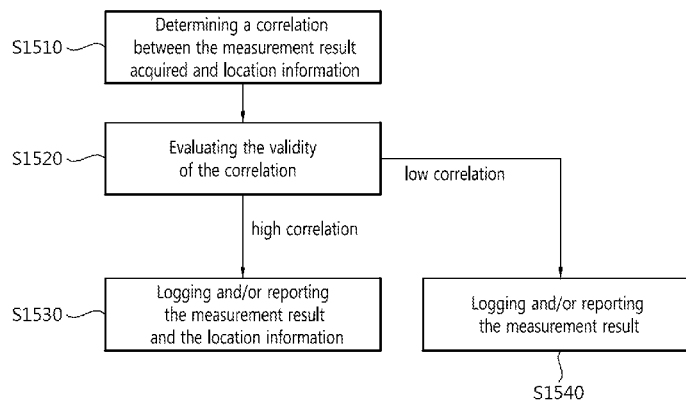 S1510
Determining a correlation
between the measurement result
acquired and location information
S1520
Evaluating the validity
of the correlation
low correlation
high correlation
S1530
Logging and/or reporting
the measurement result
and the location information
Logging and/or reporting
the measurement result
S1540